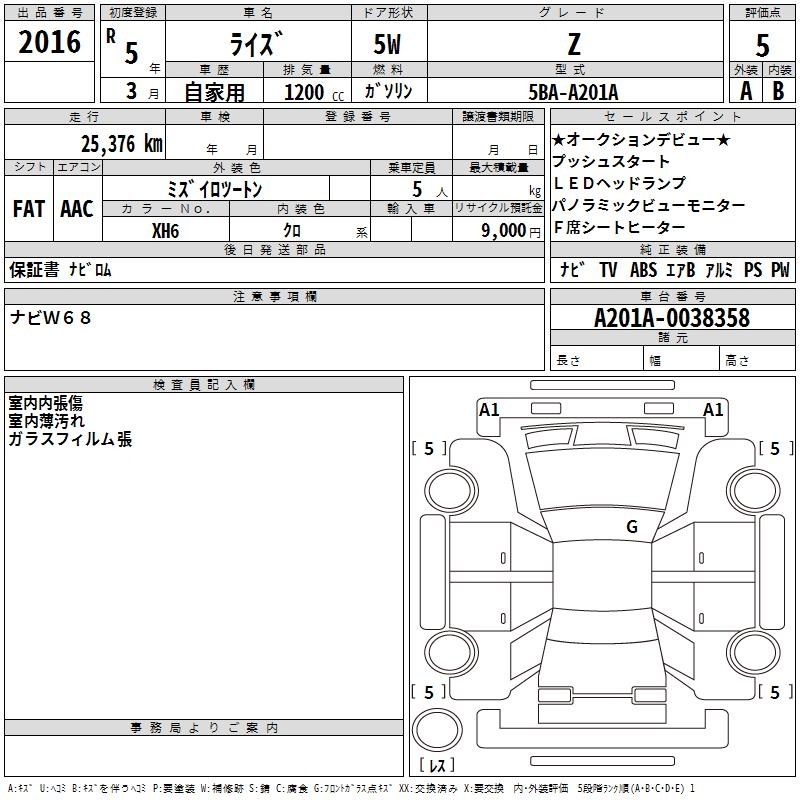 出品番号 初度登録 車名 ドア形状 グレード 評価点
2016 R 5 年 ﾗｲｽﾞ 5W Z 5
車歴 排気量 燃料 型式 外装 内装
3 月 自家用 1200 CC ｶﾞｿﾘﾝ 5BA-A201A A B
走行 車検 登録番号 譲渡書類期限 セールスポイント
25,376 km 年 月 月 日
★オークションデビュー★
プッシュスタート
ＬＥＤヘッドランプ
パノラミックビューモニター
Ｆ席シートヒーター
シフト エアコン 外装色 乗車定員 最大積載量
FAT AAC ﾐｽﾞｲﾛﾂｰﾄﾝ 5 人 kg
カラーNo. 内装色 輸入車 リサイクル預託金
XH6 ｸﾛ 系 9,000 円
後日発送部品 純正装備
保証書 ﾅﾋﾞﾛﾑ ﾅﾋﾞ TV ABS ｴｱB ｱﾙﾐ PS PW
注意事項欄 車台番号
ナビＷ６８ A201A-0038358
諸元
長さ 幅 高さ
検査員記入欄
室内内張傷
室内薄汚れ
ガラスフィルム張
A1 A1
[ 5 ] [ 5 ]
G
[ 5 ] [ 5 ]
事務局よりご案内
[ ﾚｽ ]
A:ｷｽﾞ U:ﾍｺﾐ B:ｷｽﾞを伴うﾍｺﾐ P:要塗装 W:補修跡 S:錆 C:腐食 G:ﾌﾛﾝﾄｶﾞﾗｽ点ｷｽﾞ XX:交換済み X:要交換 内・外装評価 5段階ﾗﾝｸ順(A・B・C・D・E) 1